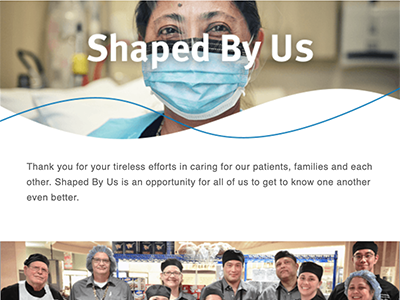 Shaped By Us
Thank you for your tireless efforts in caring for our patients, families and each
other. Shaped By Us is an opportunity for all of us to get to know one another
even better.